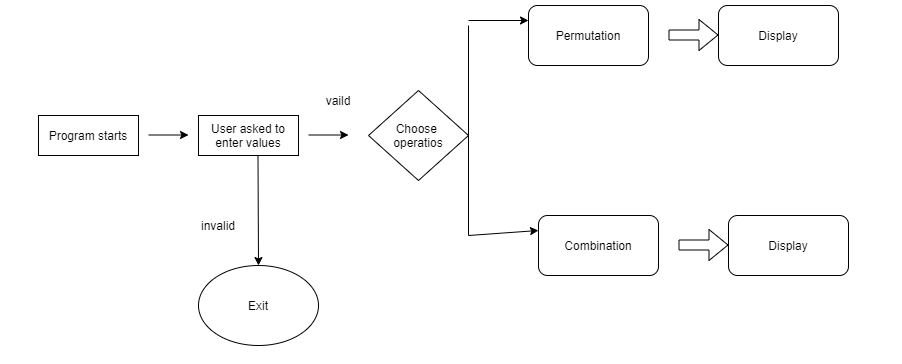 Permutation
Display
vaild
Program starts
User asked to
enter values
Choose
operatios
invalid
Combination
Display
Exit